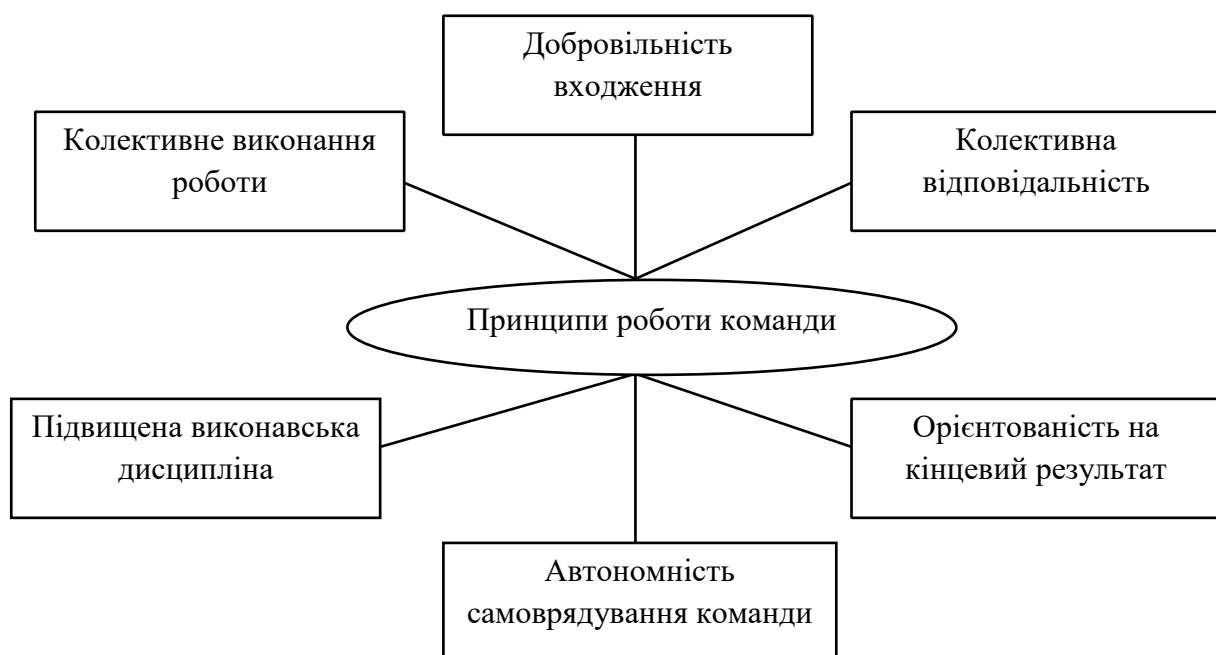 Добровільність
входження
Колективне виконання
роботи
Колективна
відповідальність
Принципи роботи команди
Підвищена виконавська
дисципліна
Орієнтованість на
кінцевий результат
Автономність
самоврядування команди